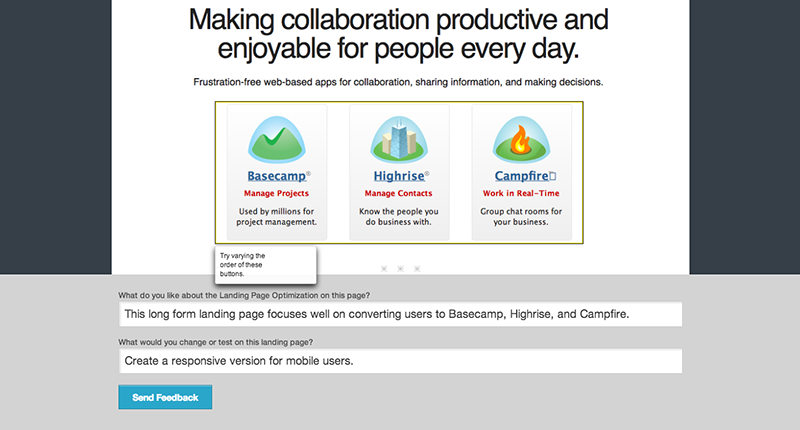 Making collaboration productive and
enjoyable for people every day.
Frustration-free web-based apps for collaboration, sharing information, and making decisions.
Basecamp® Highrise® Campfire
Manage Projects Manage Contacts Work in Real-Time
Used by millions for Know the people you Group chat rooms for
project management. do business with. your business.
Try varying the
order of these
buttons.
What do you like about the Landing Page Optimization on this page?
This long form landing page focuses well on converting users to Basecamp, Highrise, and Campfire.
What would you change or test on this landing page?
Create a responsive version for mobile users.
Send Feedback